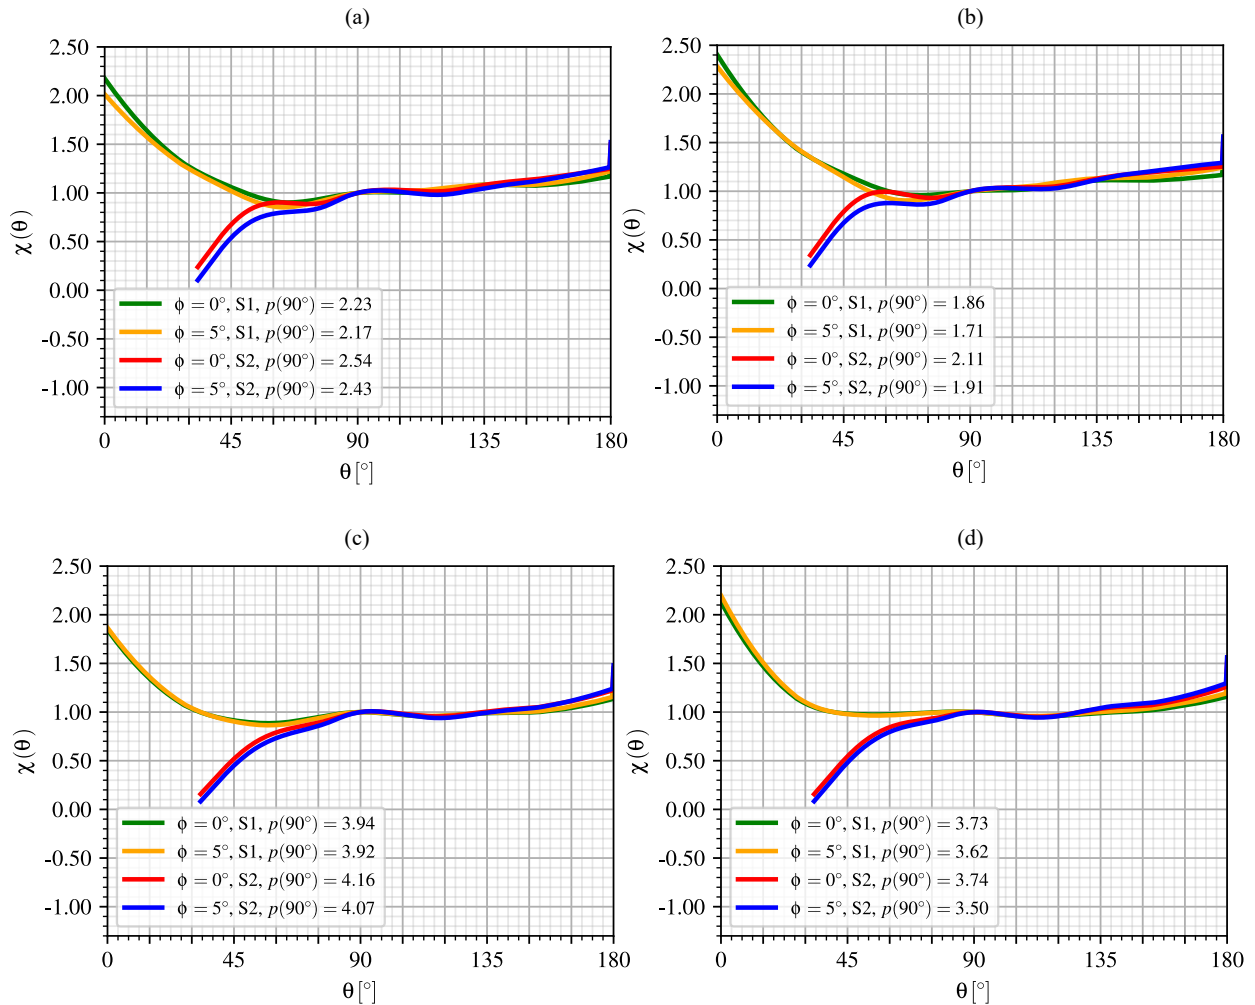 (a)
2.50
2.00
1.50
1.00
0.50
0.00
-0.50
-1.00
χ(θ)
ϕ = 0°, S1, p(90°) = 2.23
ϕ = 5°, S1, p(90°) = 2.17
ϕ = 0°, S2, p(90°) = 2.54
ϕ = 5°, S2, p(90°) = 2.43
0 45 90 135 180
θ[°]
(b)
2.50
2.00
1.50
1.00
0.50
0.00
-0.50
-1.00
χ(θ)
ϕ = 0°, S1, p(90°) = 1.86
ϕ = 5°, S1, p(90°) = 1.71
ϕ = 0°, S2, p(90°) = 2.11
ϕ = 5°, S2, p(90°) = 1.91
0 45 90 135 180
θ[°]
(c)
2.50
2.00
1.50
1.00
0.50
0.00
-0.50
-1.00
χ(θ)
ϕ = 0°, S1, p(90°) = 3.94
ϕ = 5°, S1, p(90°) = 3.92
ϕ = 0°, S2, p(90°) = 4.16
ϕ = 5°, S2, p(90°) = 4.07
0 45 90 135 180
θ[°]
(d)
2.50
2.00
1.50
1.00
0.50
0.00
-0.50
-1.00
χ(θ)
ϕ = 0°, S1, p(90°) = 3.73
ϕ = 5°, S1, p(90°) = 3.62
ϕ = 0°, S2, p(90°) = 3.74
ϕ = 5°, S2, p(90°) = 3.50
0 45 90 135 180
θ[°]